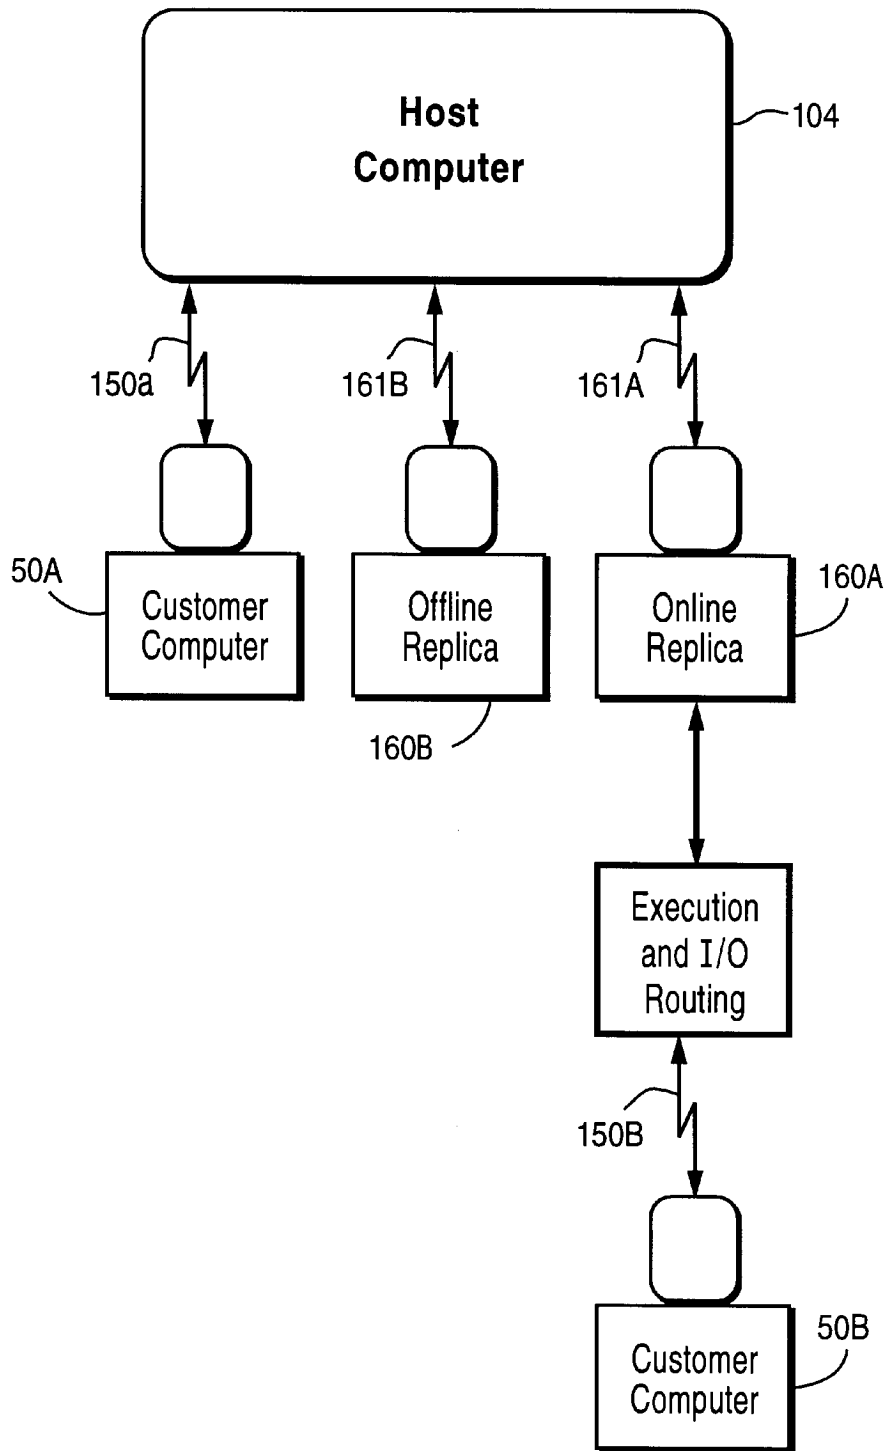 Host
Computer
104
150a
161B
161A
50A
Customer
Computer
Offline
Replica
Online
Replica
160A
160B
Execution
and I/O
Routing
150B
50B
Customer
Computer